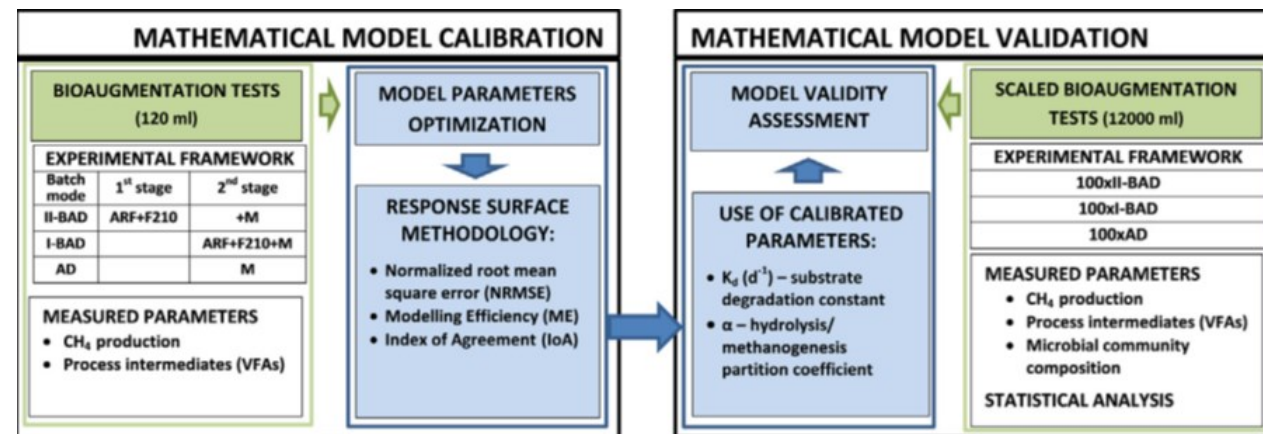 MATHEMATICAL MODEL CALIBRATION
BIOAUGMENTATION TESTS
(120 ml)
EXPERIMENTAL FRAMEWORK
Batch mode 1st stage 2nd stage
II-BAD ARF+F210 +M
I-BAD ARF+F210+M
AD M
MEASURED PARAMETERS
• CH₄ production
• Process intermediates (VFAs)
MODEL PARAMETERS
OPTIMIZATION
RESPONSE SURFACE
METHODOLOGY:
• Normalized root mean
square error (NRMSE)
• Modelling Efficiency (ME)
• Index of Agreement (IoA)
MATHEMATICAL MODEL VALIDATION
MODEL VALIDITY
ASSESSMENT
USE OF CALIBRATED
PARAMETERS:
• Kd (d⁻¹) – substrate
degradation constant
• α – hydrolysis/
methanogenesis
partition coefficient
SCALED BIOAUGMENTATION
TESTS (12000 ml)
EXPERIMENTAL FRAMEWORK
100xII-BAD
100xI-BAD
100xAD
MEASURED PARAMETERS
• CH₄ production
• Process intermediates (VFAs)
• Microbial community
composition
STATISTICAL ANALYSIS